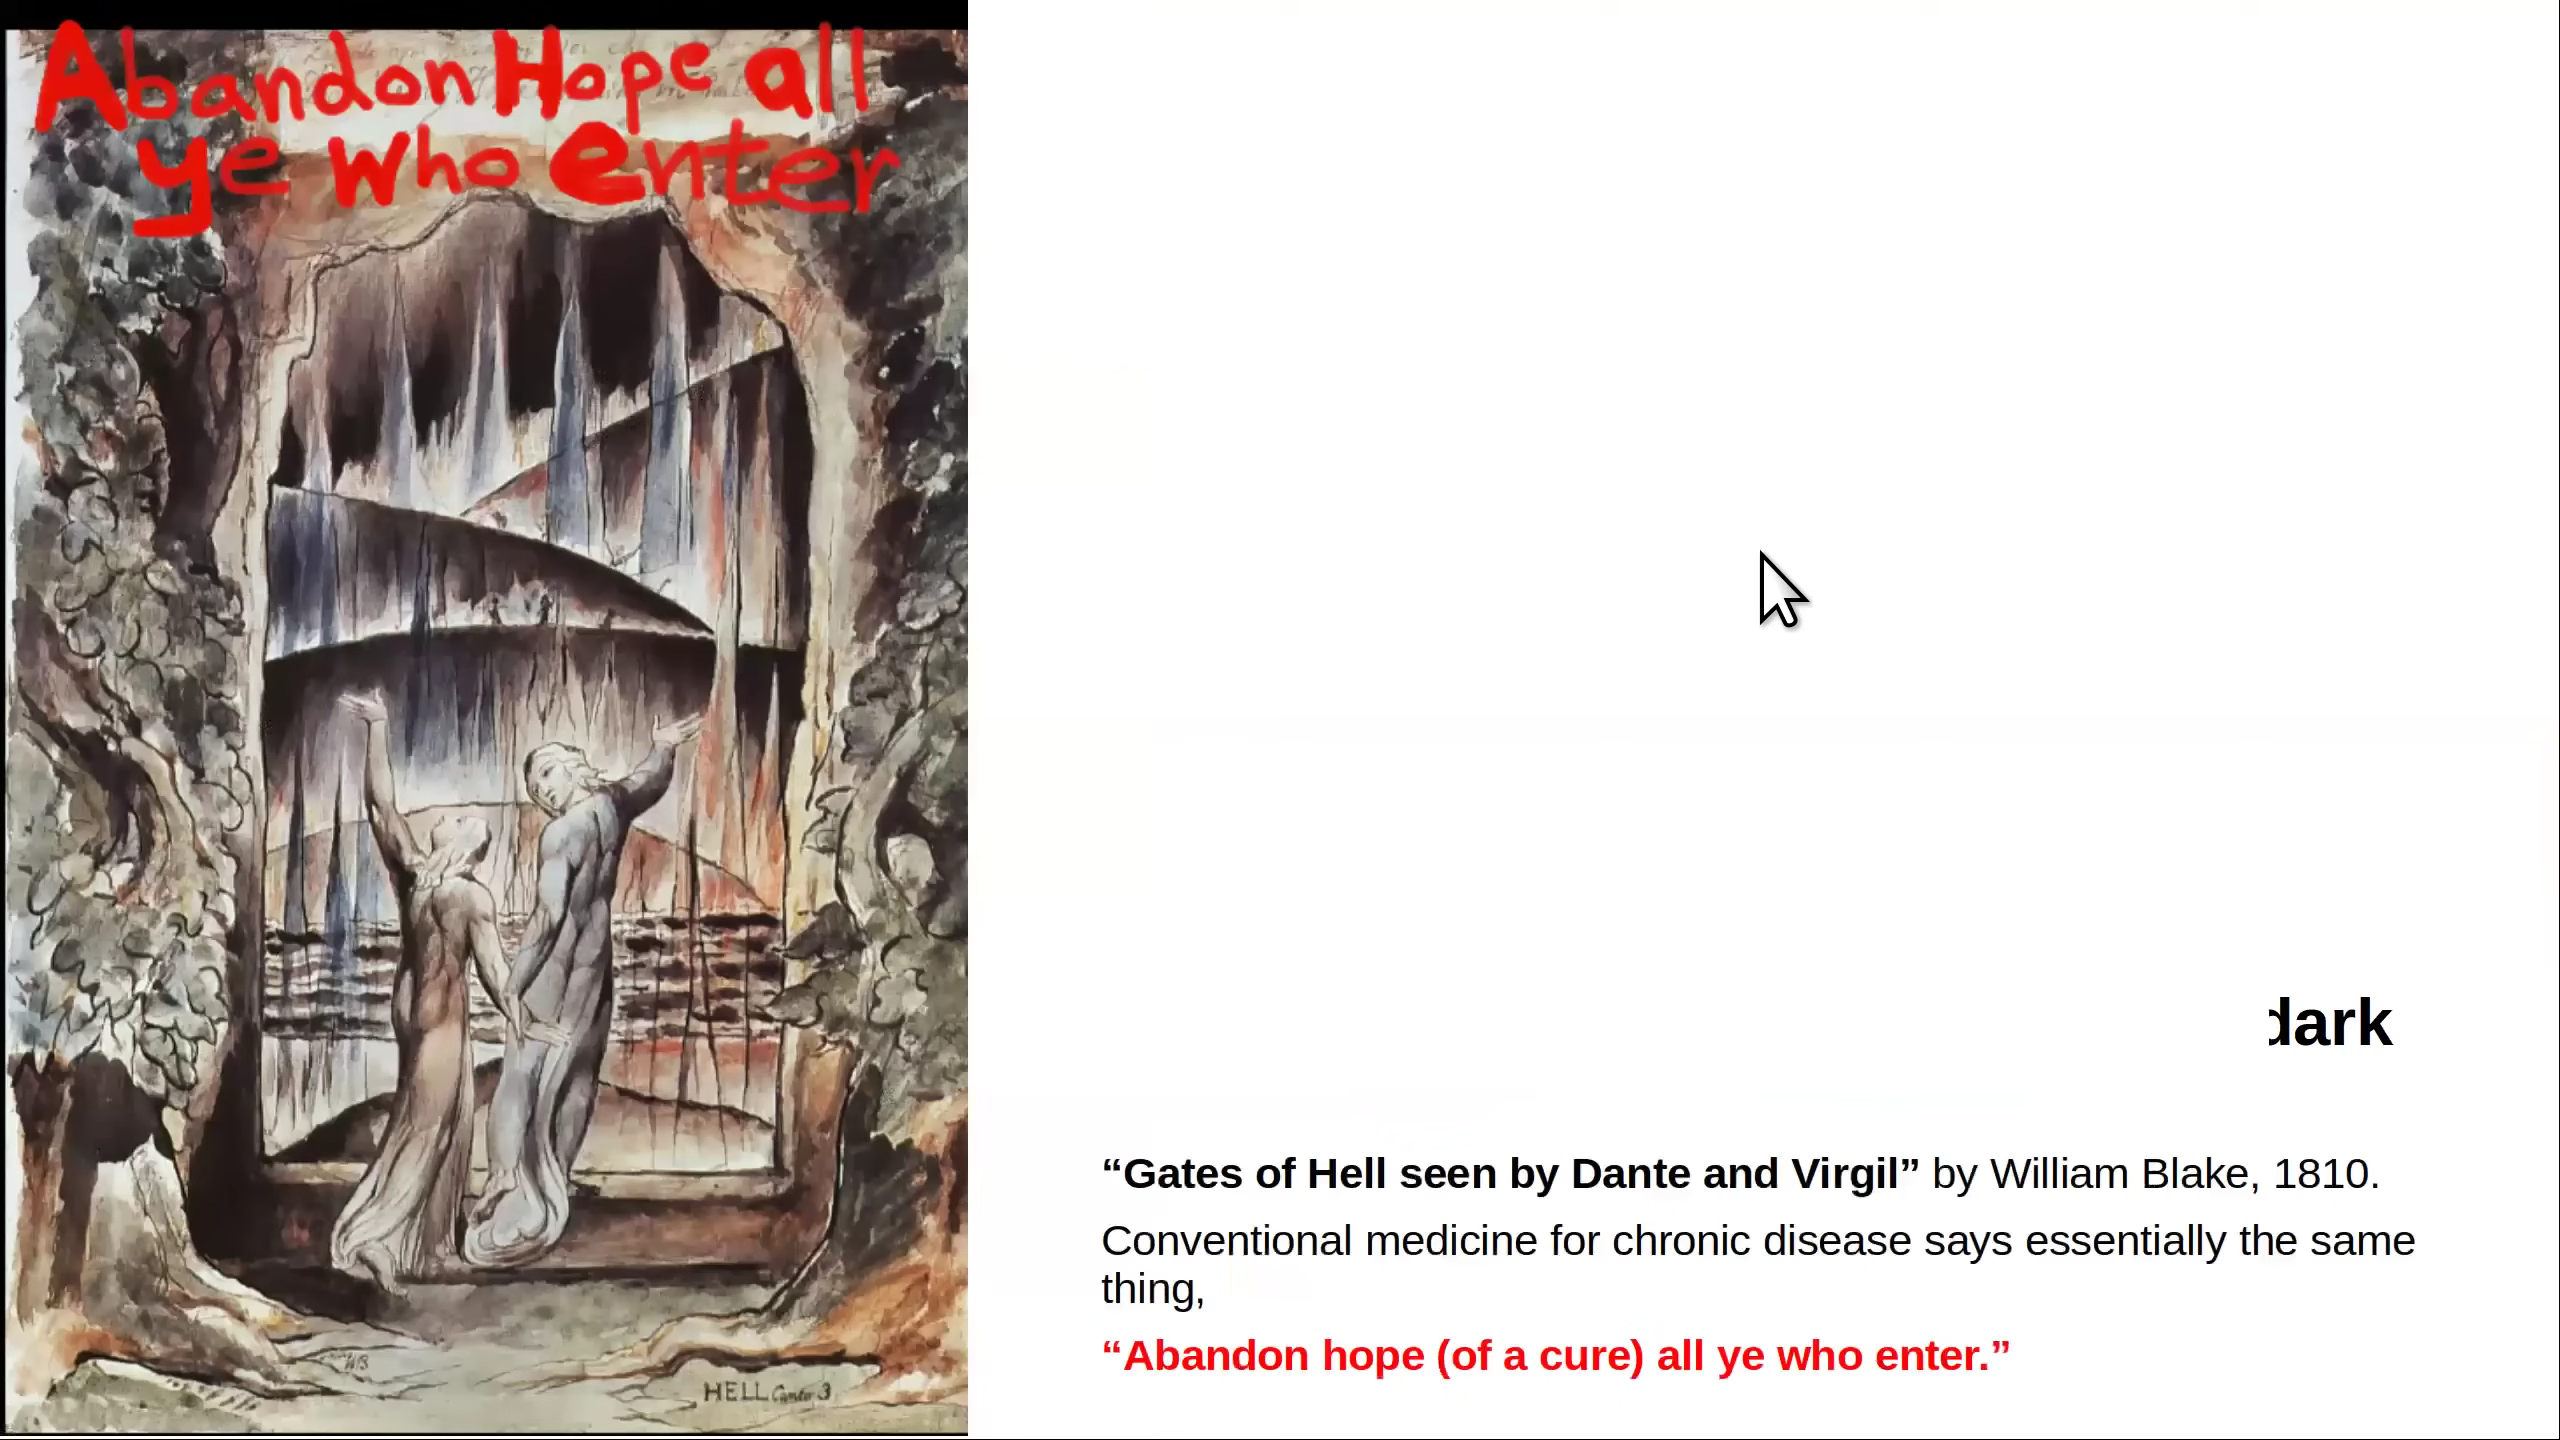 Abandon Hope all
ye who enter
HELL Canto 3
dark
“Gates of Hell seen by Dante and Virgil” by William Blake, 1810.
Conventional medicine for chronic disease says essentially the same
thing,
“Abandon hope (of a cure) all ye who enter.”